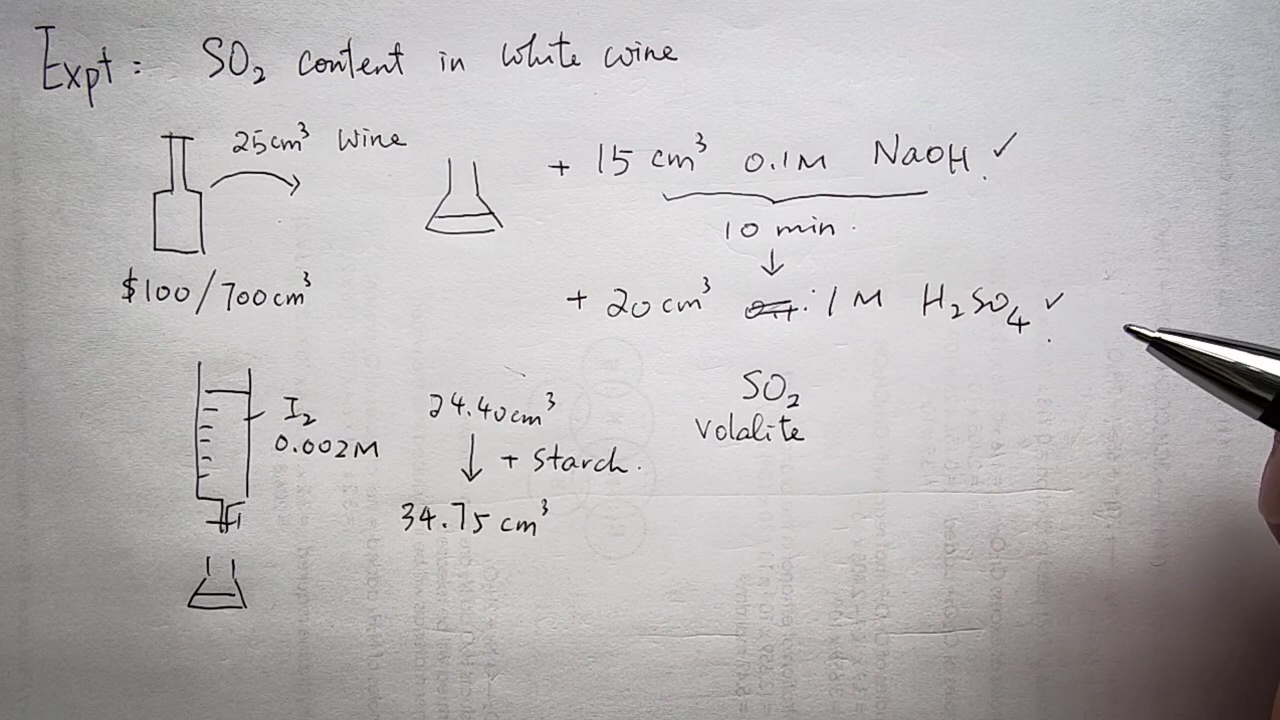 Expt: SO₂ content in white wine
25cm³ wine
+ 15 cm³ 0.1M NaOH ✓
10 min.
↓
$100/700cm³
+ 20cm³ 1M H₂SO₄ ✓
I₂
0.002M
24.40cm³
↓ + starch.
34.75 cm³
SO₂
volalite